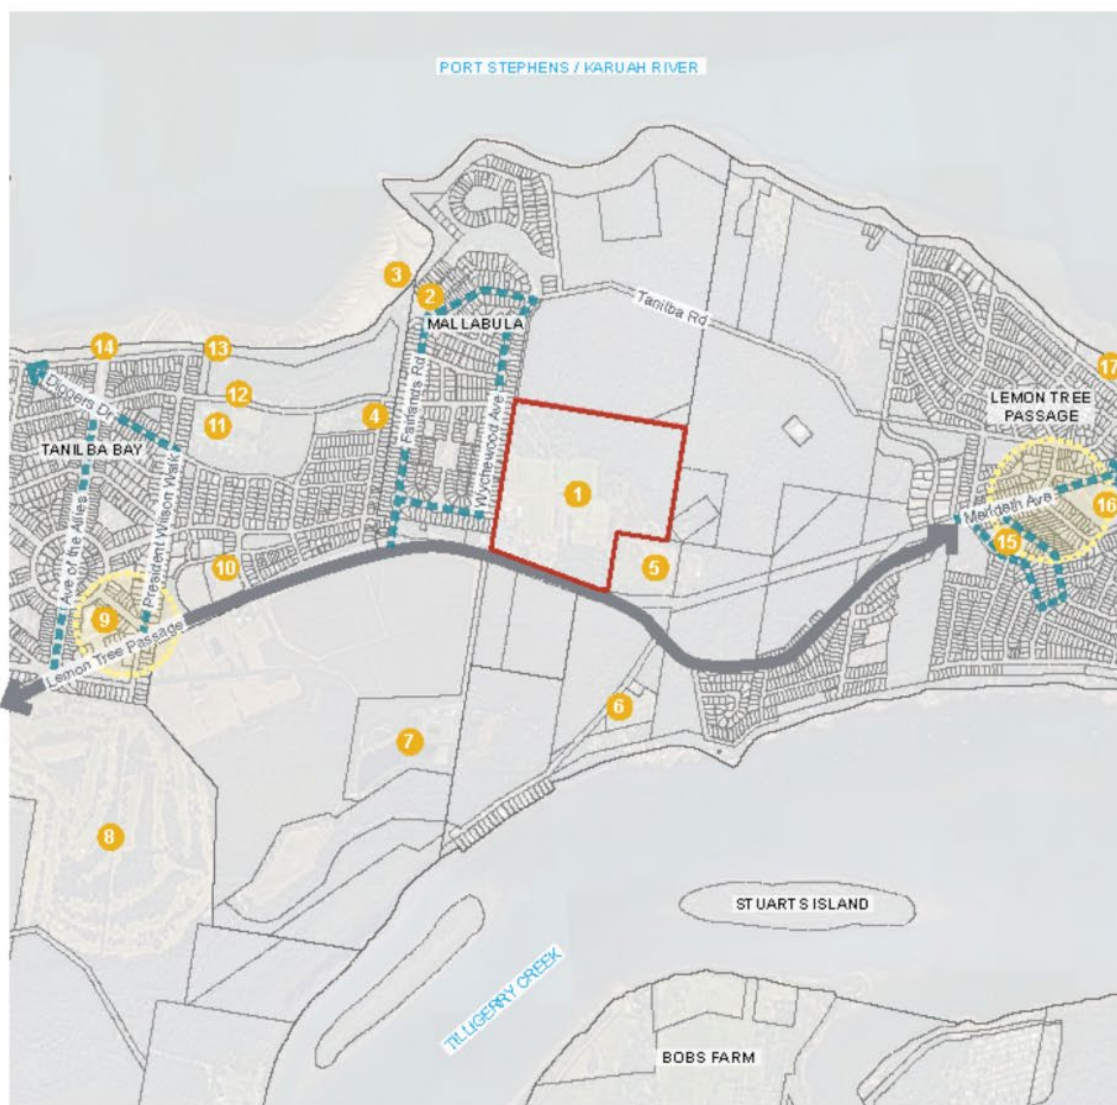 PORT STEPHENS / KARUAH RIVER
3
2
MALLABULA
Tanilba Rd
14
13
17
Diggers Dr
12
11
4
Fairlands Rd
Wychewood Ave
LEMON TREE
PASSAGE
TANILBA BAY
1
Meredith Ave
16
15
Ave of the Allies
President Wilson Walk
10
5
9
Lemon Tree Passage
6
7
8
STUARTS ISLAND
TILLIGERRY CREEK
BOBS FARM